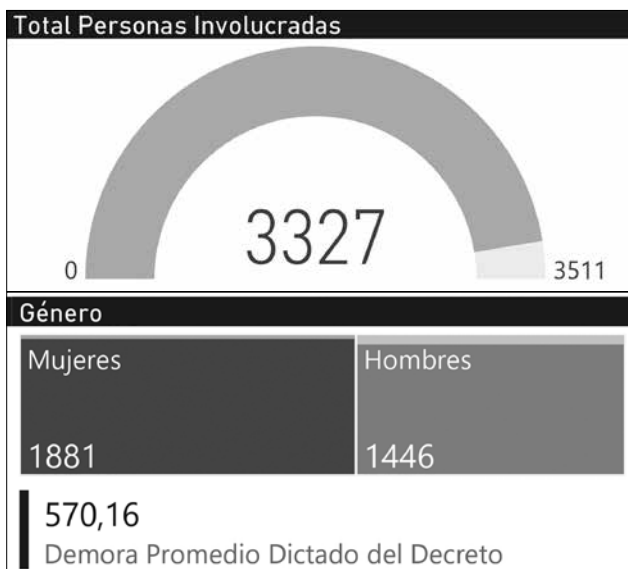 Total Personas Involucradas
3327
0
3511
Género
Mujeres
Hombres
1881
1446
570,16
Demora Promedio Dictado del Decreto